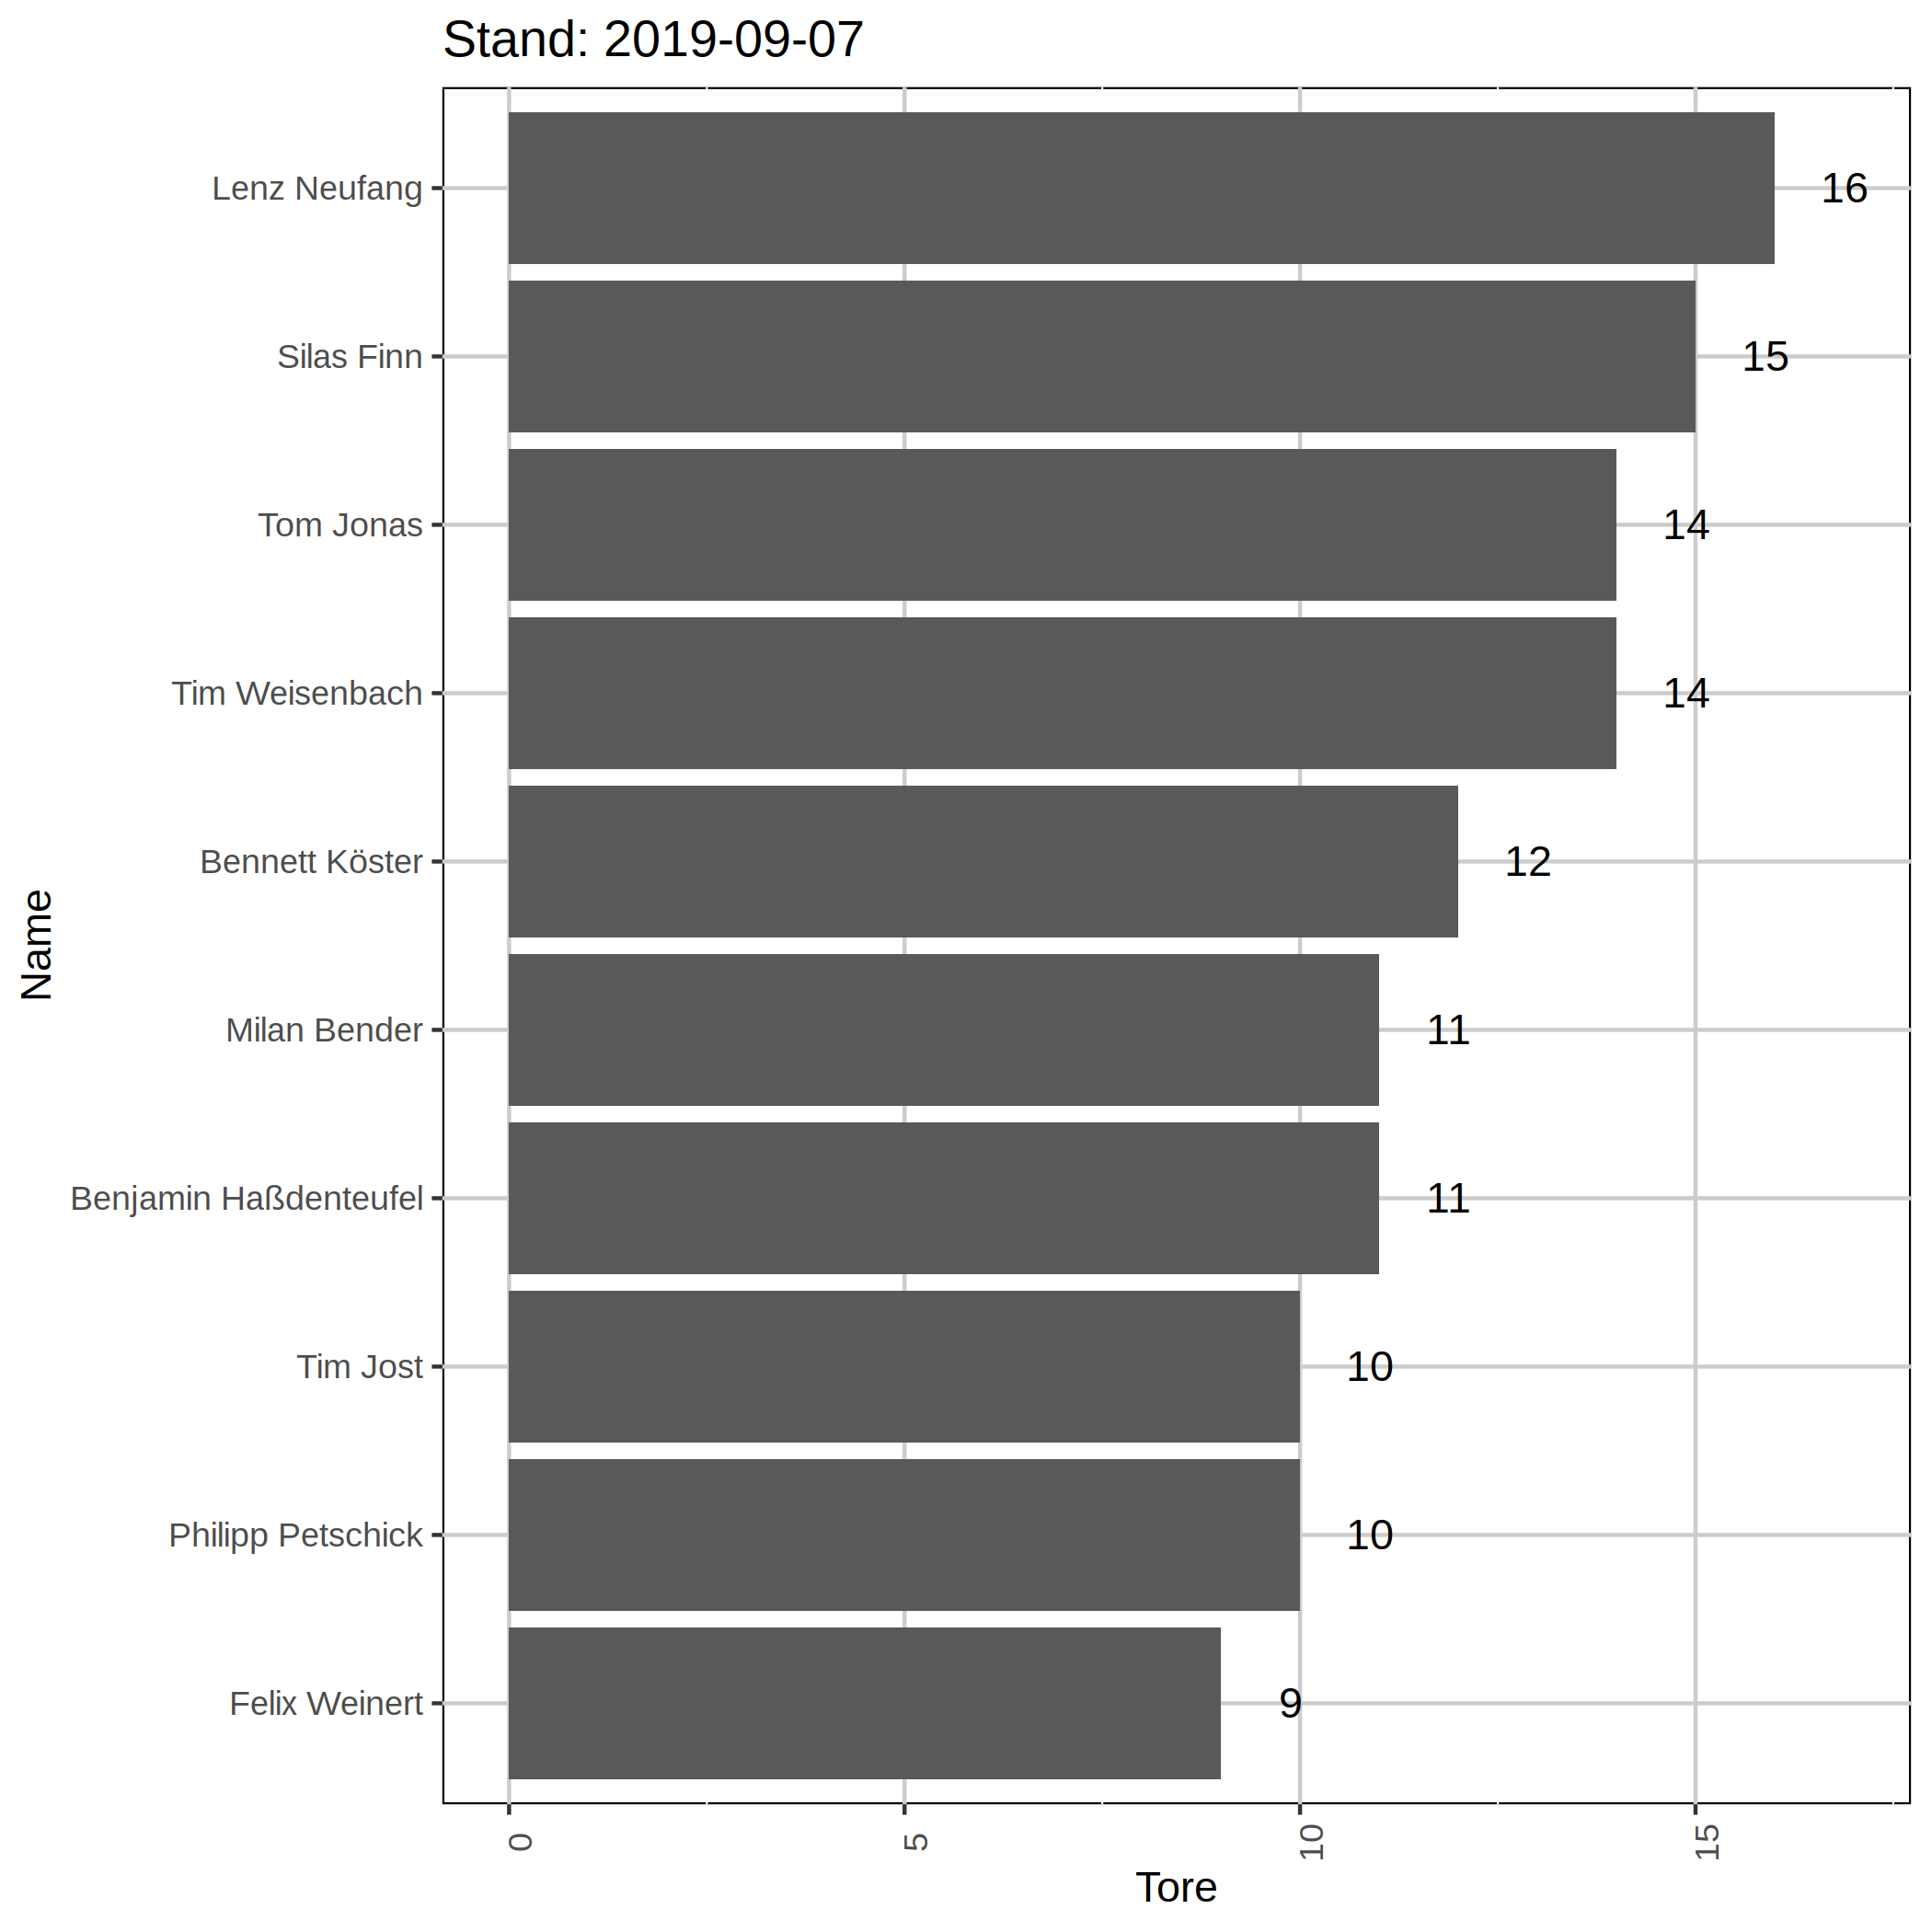 Stand: 2019-09-07
Lenz Neufang 16
Silas Finn 15
Tom Jonas 14
Tim Weisenbach 14
Bennett Köster 12
Milan Bender 11
Benjamin Haßdenteufel 11
Tim Jost 10
Philipp Petschick 10
Felix Weinert 9
Name
0 5 10 15
Tore